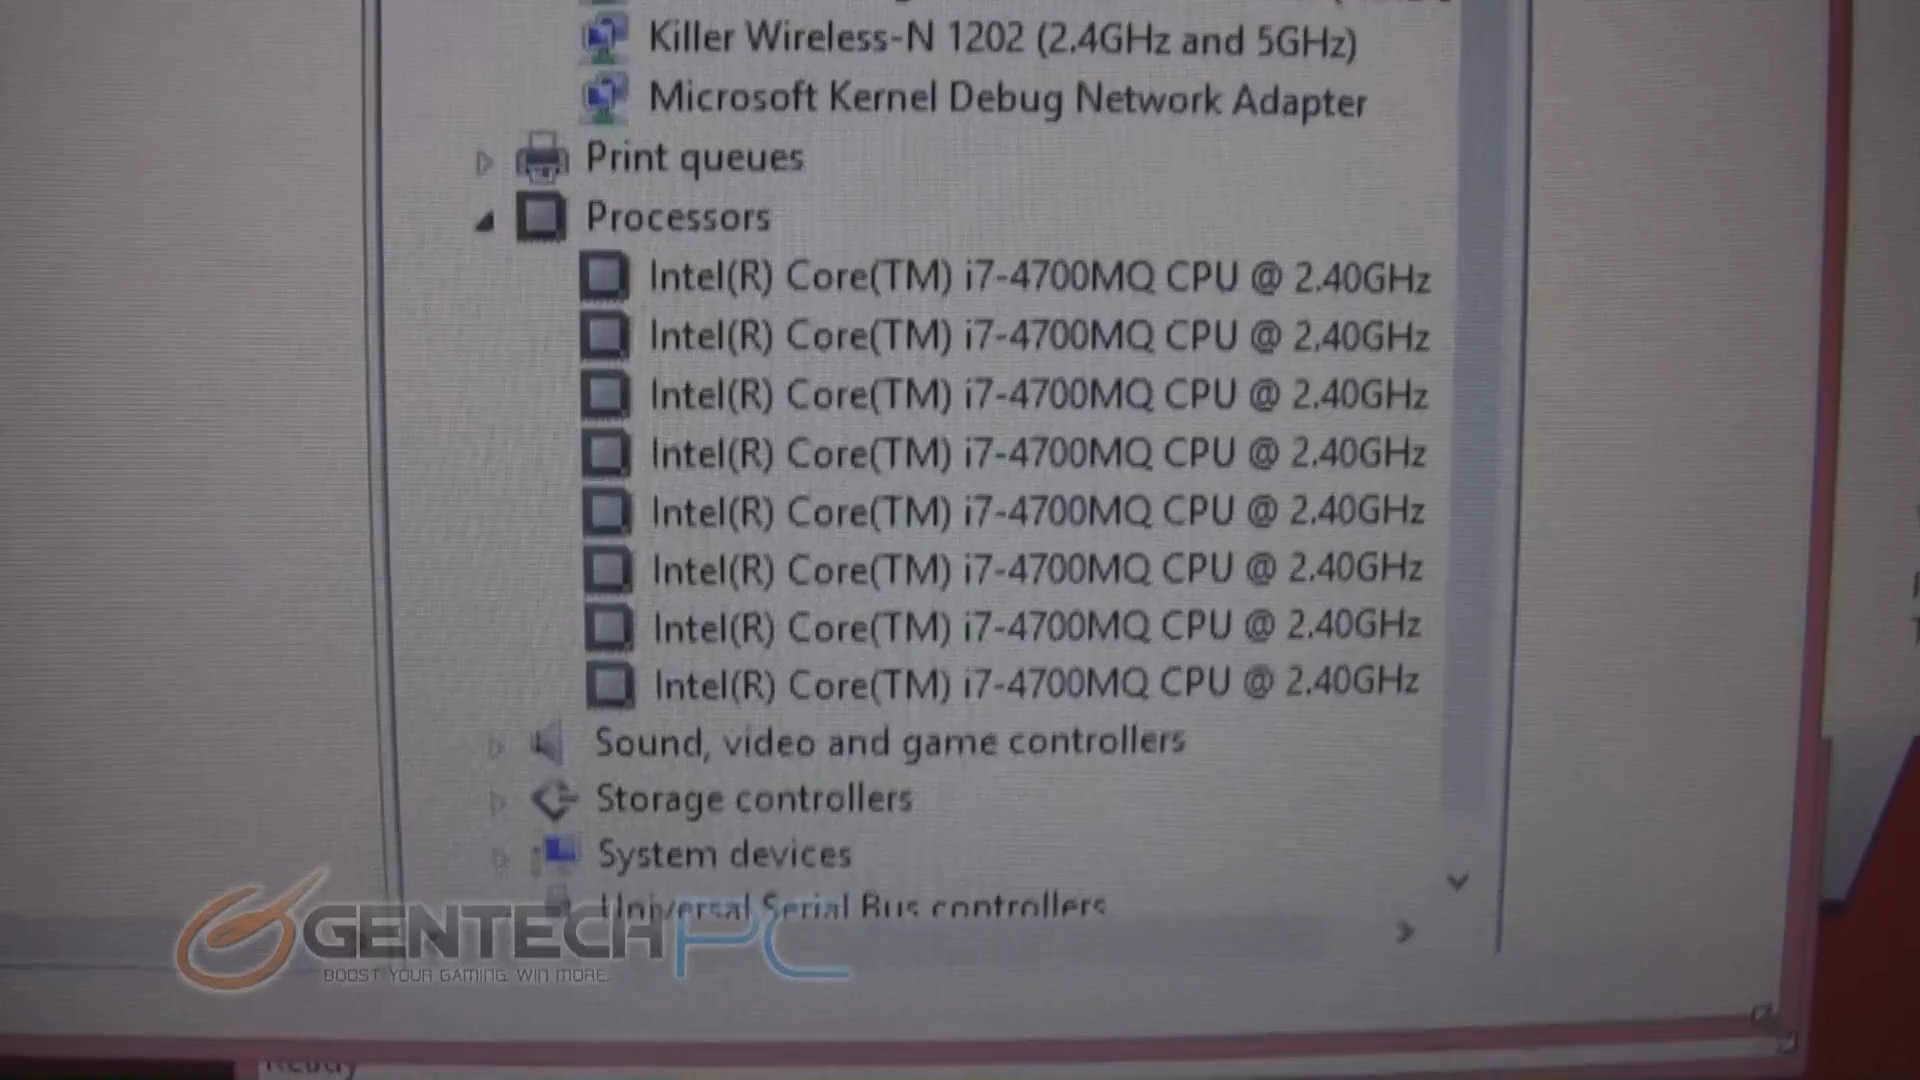 Killer Wireless-N 1202 (2.4GHz and 5GHz)
Microsoft Kernel Debug Network Adapter
Print queues
Processors
Intel(R) Core(TM) i7-4700MQ CPU @ 2.40GHz
Intel(R) Core(TM) i7-4700MQ CPU @ 2.40GHz
Intel(R) Core(TM) i7-4700MQ CPU @ 2.40GHz
Intel(R) Core(TM) i7-4700MQ CPU @ 2.40GHz
Intel(R) Core(TM) i7-4700MQ CPU @ 2.40GHz
Intel(R) Core(TM) i7-4700MQ CPU @ 2.40GHz
Intel(R) Core(TM) i7-4700MQ CPU @ 2.40GHz
Intel(R) Core(TM) i7-4700MQ CPU @ 2.40GHz
Sound, video and game controllers
Storage controllers
System devices
Universal Serial Bus controllers
GENTECH PC
BOOST YOUR GAMING. WIN MORE.
Ready